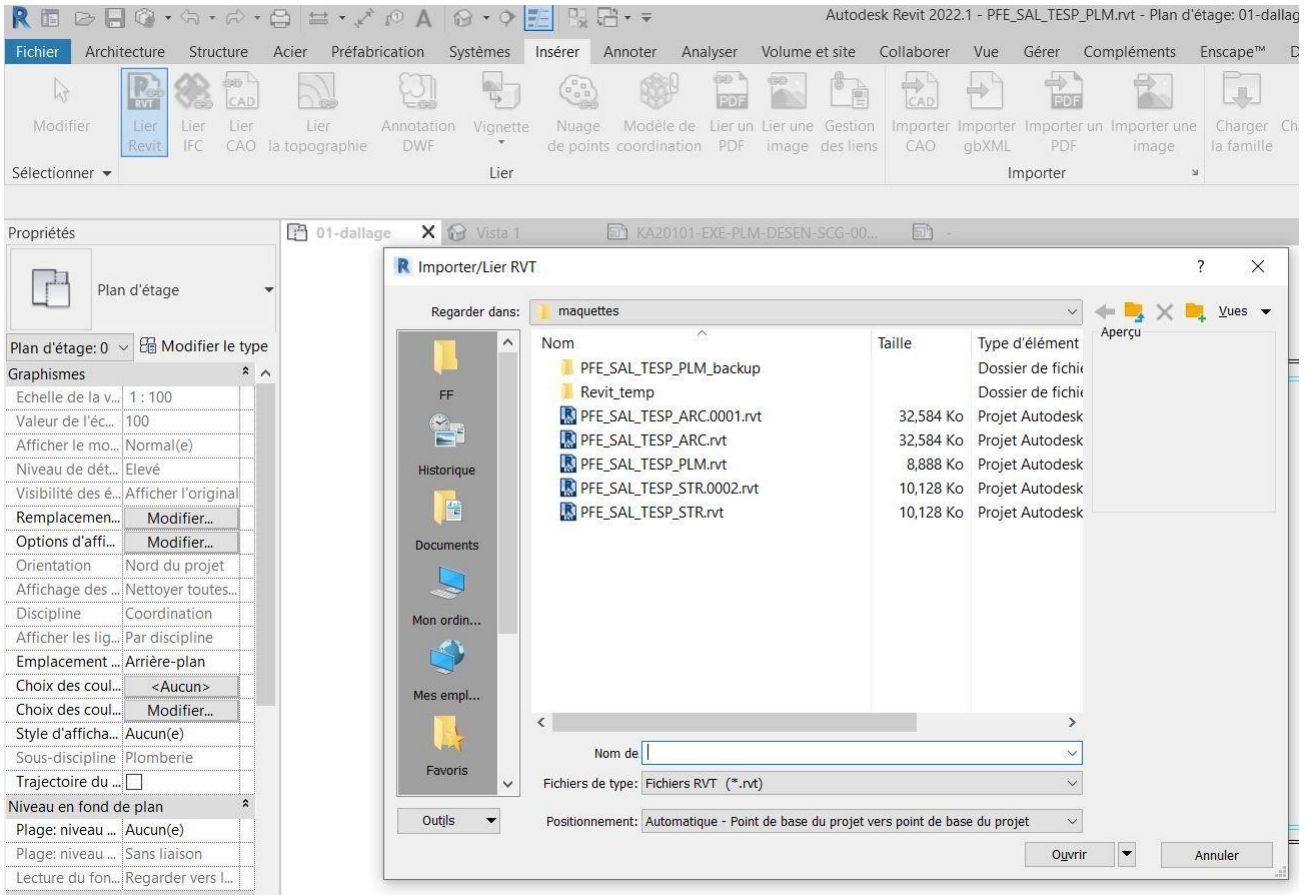 Autodesk Revit 2022.1 - PFE_SAL_TESP_PLM.rvt - Plan d'étage: 01-dallag
Fichier Architecture Structure Acier Préfabrication Systèmes Insérer Annoter Analyser Volume et site Collaborer Vue Gérer Compléments Enscape™ D
Modifier Lier Lier Lier Lier Annotation Vignette Nuage Modèle de Lier un Lier une Gestion Importer Importer Importer un Importer une Charger Ch
Revit IFC CAO la topographie DWF de points coordination PDF image des liens CAO gbXML PDF image la famille
Sélectionner Lier Importer
Propriétés
01-dallage Vista 1 KA20101-EXE-PLM-DESEN-SCG-00... -
Plan d'étage
Plan d'étage: 0 Modifier le type
Graphismes
Echelle de la v... 1 : 100
Valeur de l'éc... 100
Afficher le mo... Normal(e)
Niveau de dét... Elevé
Visibilité des é... Afficher l'original
Remplacemen... Modifier...
Options d'affi... Modifier...
Orientation Nord du projet
Affichage des ... Nettoyer toutes...
Discipline Coordination
Afficher les lig... Par discipline
Emplacement ... Arrière-plan
Choix des coul... <Aucun>
Choix des coul... Modifier...
Style d'afficha... Aucun(e)
Sous-discipline Plomberie
Trajectoire du ...
Niveau en fond de plan
Plage: niveau ... Aucun(e)
Plage: niveau ... Sans liaison
Lecture du fon... Regarder vers l...
Importer/Lier RVT ?
Regarder dans: maquettes Vues
Aperçu
FF
Historique
Documents
Mon ordin...
Mes empl...
Favoris
Nom Taille Type d'élément
PFE_SAL_TESP_PLM_backup Dossier de fichie
Revit_temp Dossier de fichie
PFE_SAL_TESP_ARC.0001.rvt 32,584 Ko Projet Autodesk
PFE_SAL_TESP_ARC.rvt 32,584 Ko Projet Autodesk
PFE_SAL_TESP_PLM.rvt 8,888 Ko Projet Autodesk
PFE_SAL_TESP_STR.0002.rvt 10,128 Ko Projet Autodesk
PFE_SAL_TESP_STR.rvt 10,128 Ko Projet Autodesk
Nom de
Fichiers de type: Fichiers RVT (*.rvt)
Outils Positionnement: Automatique - Point de base du projet vers point de base du projet
Ouvrir Annuler